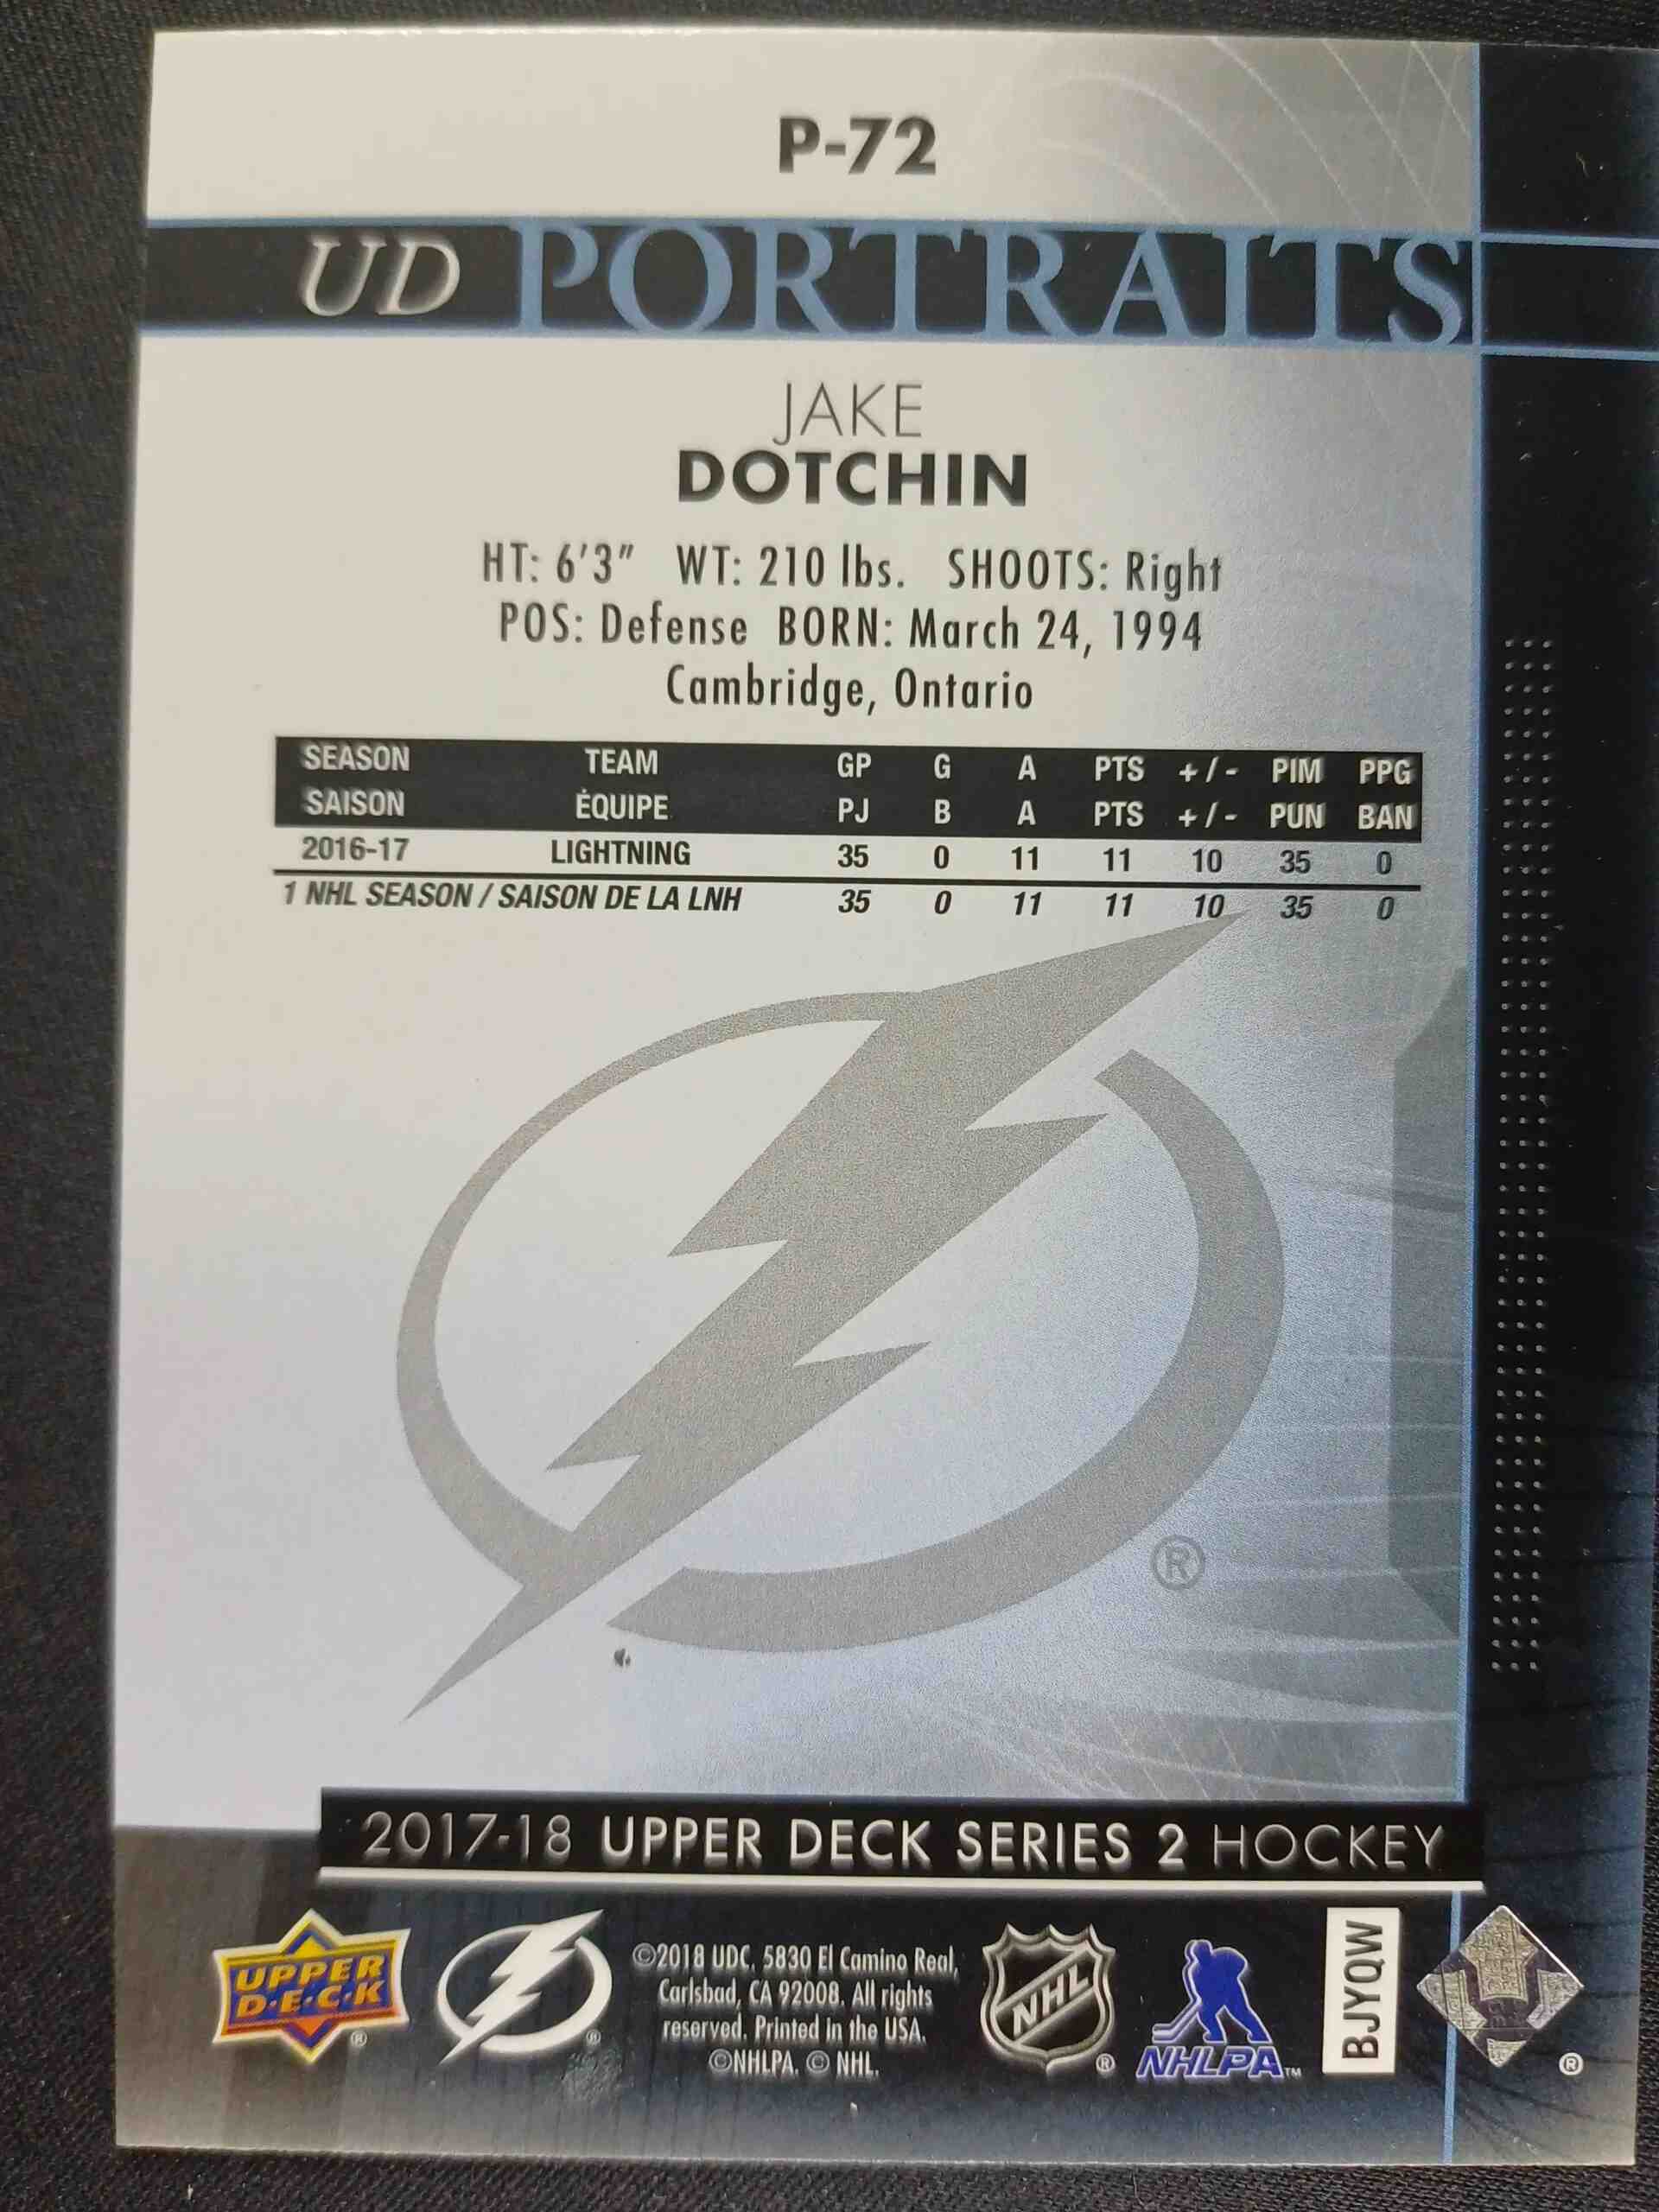 P-72
UD PORTRAITS
JAKE
DOTCHIN
HT: 6'3" WT: 210 lbs. SHOOTS: Right
POS: Defense BORN: March 24, 1994
Cambridge, Ontario
SEASON TEAM GP G A PTS +/- PIM PPG
SAISON ÉQUIPE PJ B A PTS +/- PUN BAN
2016-17 LIGHTNING 35 0 11 11 10 35 0
1 NHL SEASON / SAISON DE LA LNH 35 0 11 11 10 35 0
®
2017-18 UPPER DECK SERIES 2 HOCKEY
UPPER
D·E·C·K
®
®
©2018 UDC, 5830 El Camino Real,
Carlsbad, CA 92008. All rights
reserved. Printed in the USA.
©NHLPA. © NHL.
NHL
®
NHLPA™
BJYQW
®